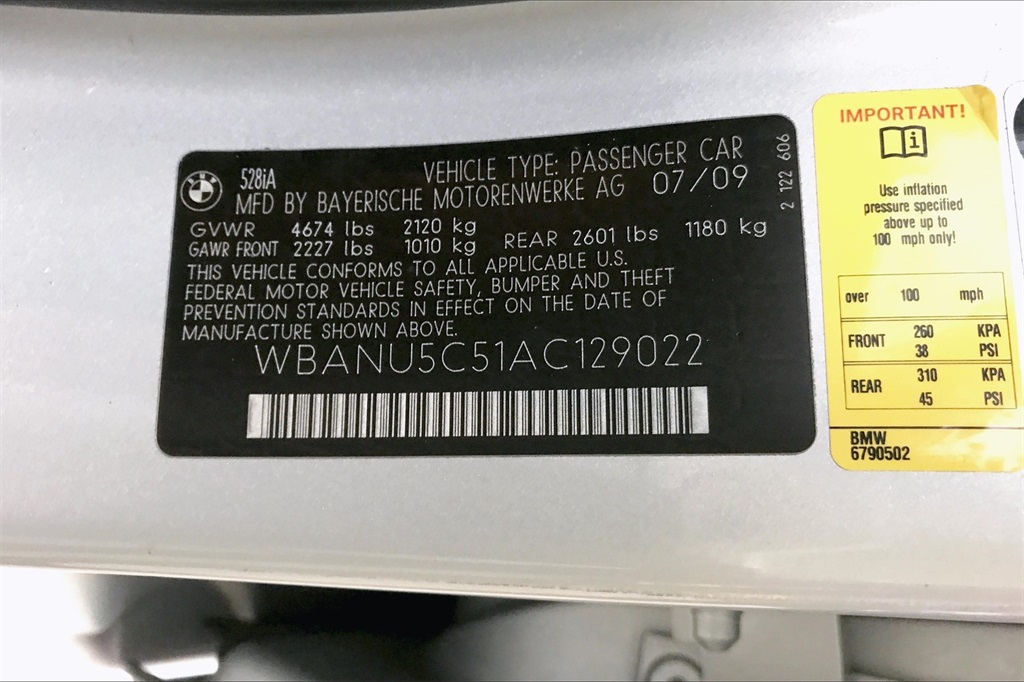 BMW
528iA VEHICLE TYPE: PASSENGER CAR
MFD BY BAYERISCHE MOTORENWERKE AG 07/09
GVWR 4674 lbs 2120 kg
GAWR FRONT 2227 lbs 1010 kg REAR 2601 lbs 1180 kg
THIS VEHICLE CONFORMS TO ALL APPLICABLE U.S.
FEDERAL MOTOR VEHICLE SAFETY, BUMPER AND THEFT
PREVENTION STANDARDS IN EFFECT ON THE DATE OF
MANUFACTURE SHOWN ABOVE.
WBANU5C51AC129022
2 122 606
IMPORTANT!
i
Use inflation
pressure specified
above up to
100 mph only!
over 100 mph
FRONT 260 KPA
38 PSI
REAR 310 KPA
45 PSI
BMW
6790502